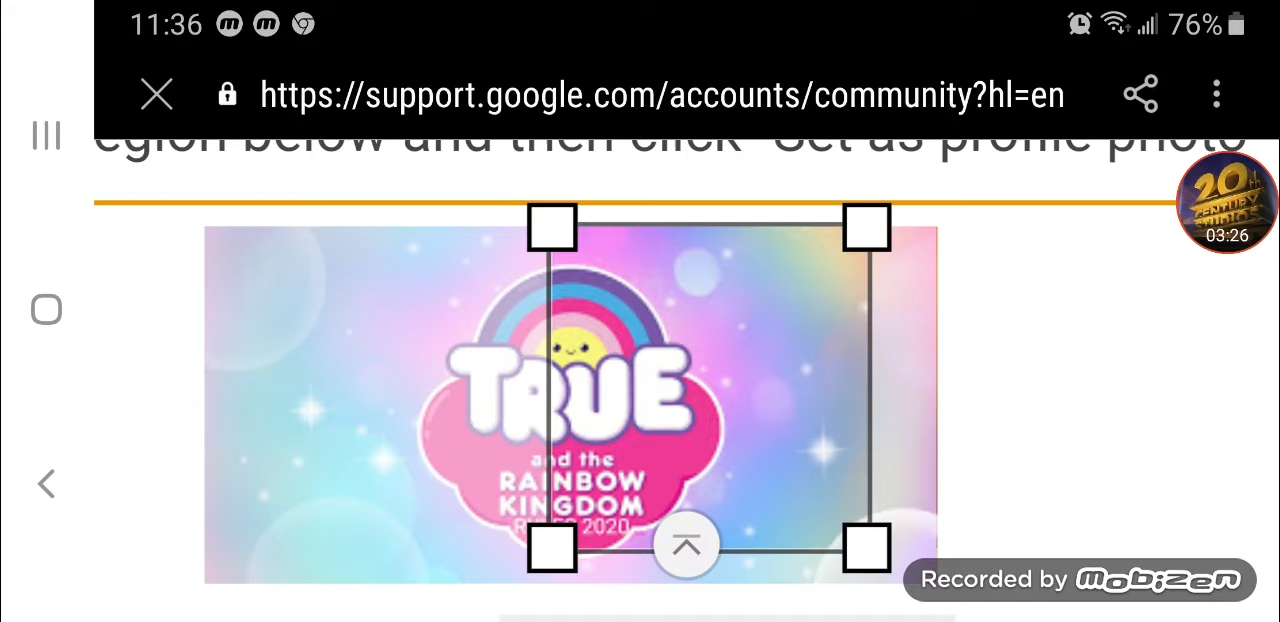 11:36 76%
https://support.google.com/accounts/community?hl=en
egion below and then click "Set as profile photo
20th
CENTURY
STUDIOS
03:26
TRUE
and the
RAINBOW
KINGDOM
2020
Recorded by mobizen